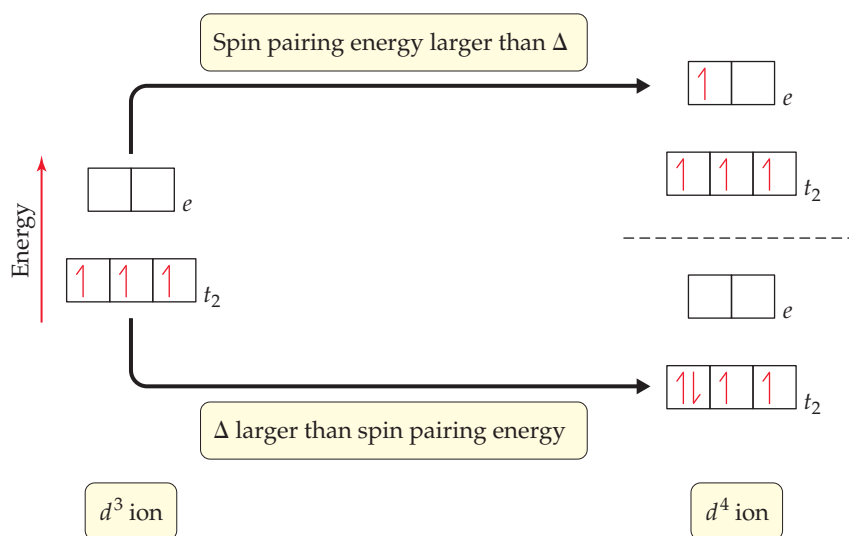 Spin pairing energy larger than Δ
e
t₂
Energy
e
t₂
e
t₂
Δ larger than spin pairing energy
d³ ion
d⁴ ion